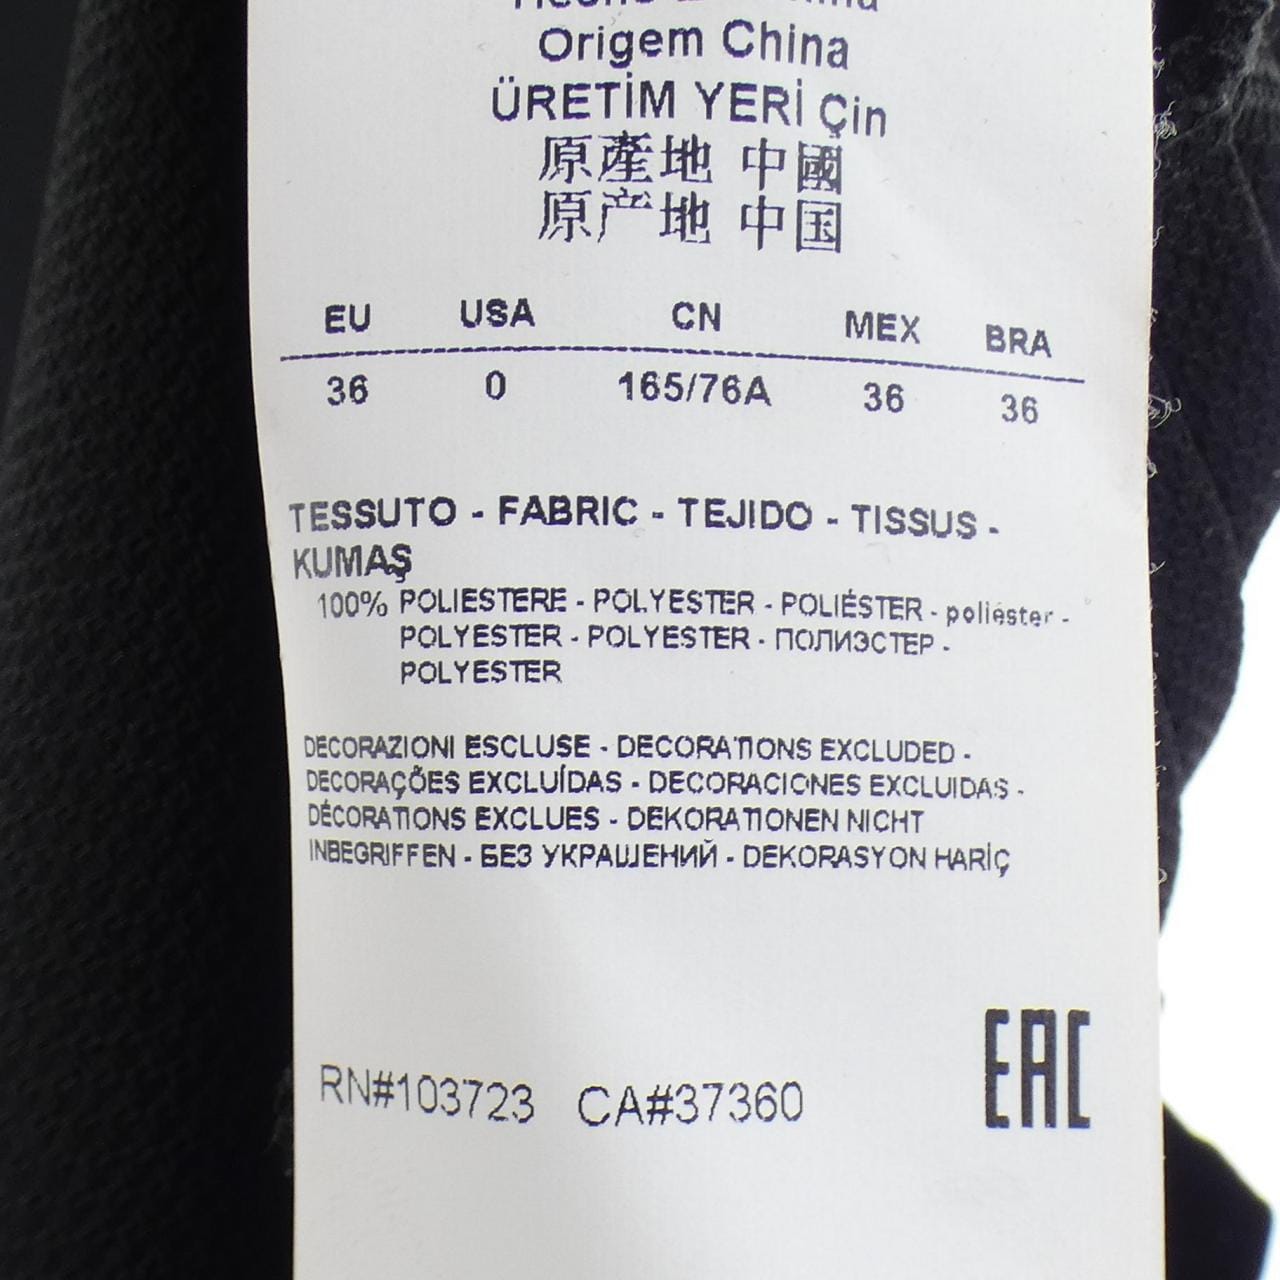 Origem China
ÜRETİM YERİ Çin
原產地 中國
原产地 中国
EU USA CN MEX BRA
36 0 165/76A 36 36
TESSUTO - FABRIC - TEJIDO - TISSUS -
KUMAŞ
100% POLIESTERE - POLYESTER - POLIÉSTER - poliéster -
POLYESTER - POLYESTER - ПОЛИЭСТЕР -
POLYESTER
DECORAZIONI ESCLUSE - DECORATIONS EXCLUDED -
DECORAÇÕES EXCLUÍDAS - DECORACIONES EXCLUIDAS -
DÉCORATIONS EXCLUES - DEKORATIONEN NICHT
INBEGRIFFEN - БЕЗ УКРАШЕНИЙ - DEKORASYON HARİÇ
RN#103723 CA#37360
EAC